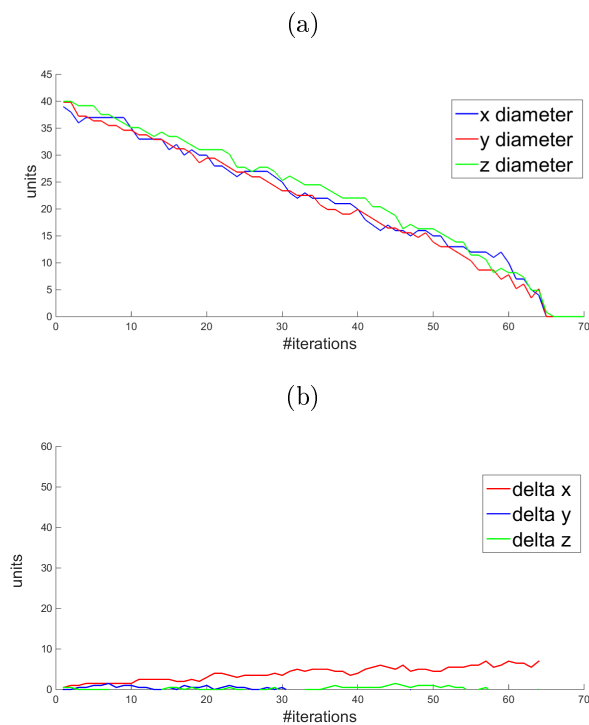 (a)
45
40
35
30
25
20
15
10
5
0
units
x diameter
y diameter
z diameter
0 10 20 30 40 50 60 70
#iterations
(b)
60
50
40
30
20
10
0
units
delta x
delta y
delta z
0 10 20 30 40 50 60 70
#iterations